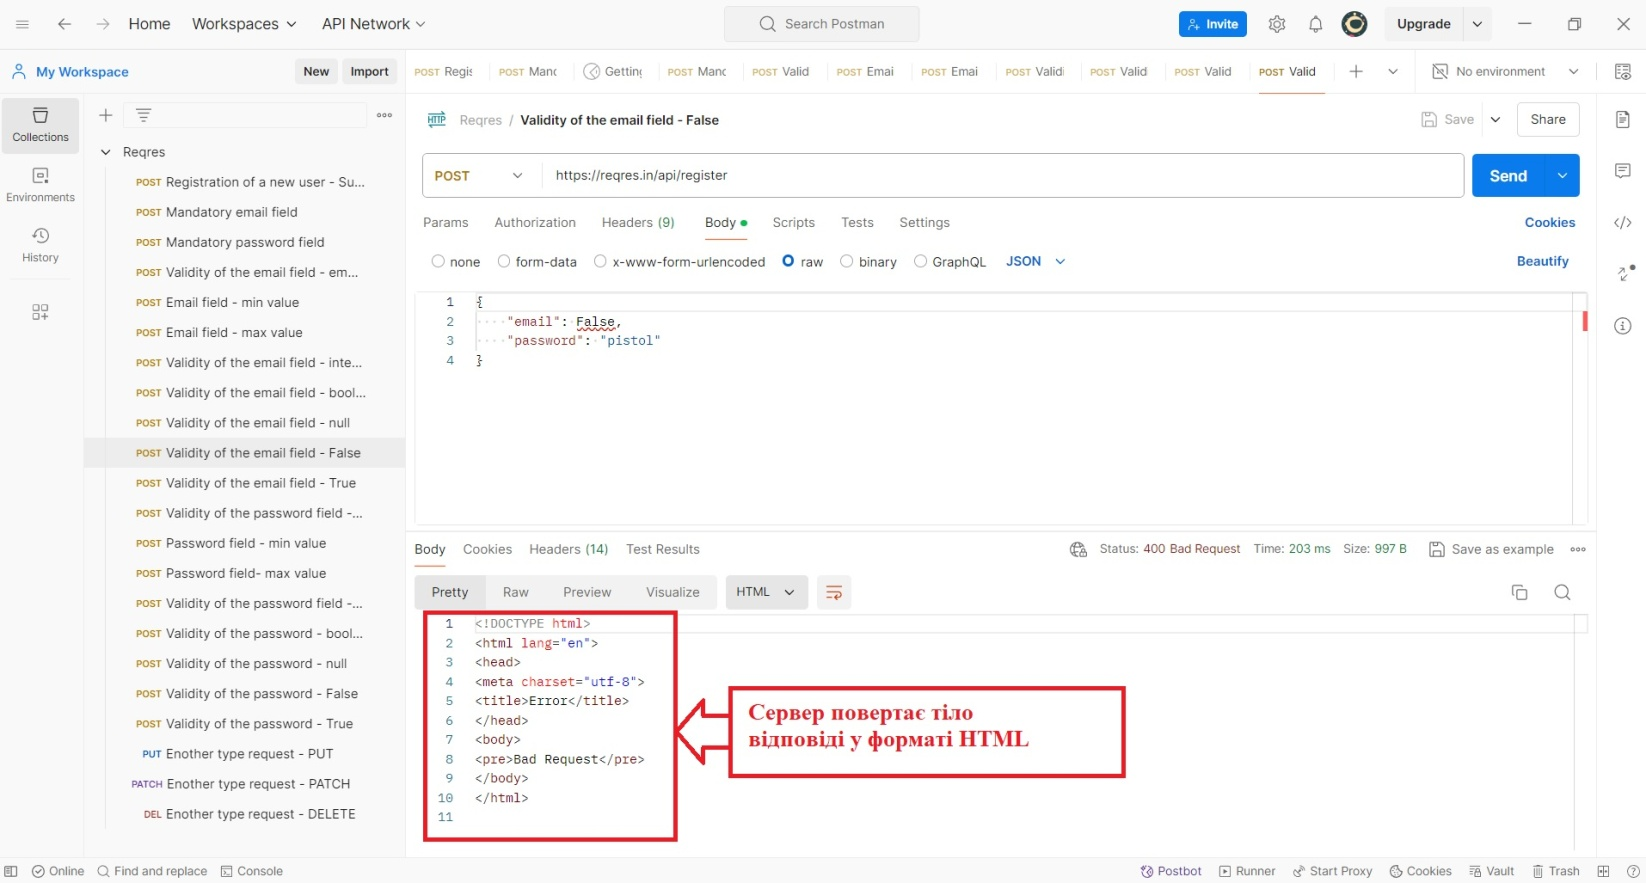 Home Workspaces API Network Search Postman Invite Upgrade
My Workspace New Import POST Regis POST Manc Getting POST Manc POST Valid POST Emai POST Emai POST Validi POST Valid POST Valid POST Valid No environment
Collections
Environments
History
Reqres
POST Registration of a new user - Su...
POST Mandatory email field
POST Mandatory password field
POST Validity of the email field - em...
POST Email field - min value
POST Email field - max value
POST Validity of the email field - inte...
POST Validity of the email field - bool...
POST Validity of the email field - null
POST Validity of the email field - False
POST Validity of the email field - True
POST Validity of the password field -...
POST Password field - min value
POST Password field- max value
POST Validity of the password field -...
POST Validity of the password - bool...
POST Validity of the password - null
POST Validity of the password - False
POST Validity of the password - True
PUT Enother type request - PUT
PATCH Enother type request - PATCH
DEL Enother type request - DELETE
HTTP Reqres / Validity of the email field - False Save Share
POST https://reqres.in/api/register Send
Params Authorization Headers (9) Body Scripts Tests Settings Cookies
none form-data x-www-form-urlencoded raw binary GraphQL JSON Beautify
1 {
2 "email": False,
3 "password": "pistol"
4 }
Body Cookies Headers (14) Test Results Status: 400 Bad Request Time: 203 ms Size: 997 B Save as example
Pretty Raw Preview Visualize HTML
1 <!DOCTYPE html>
2 <html lang="en">
3 <head>
4 <meta charset="utf-8">
5 <title>Error</title>
6 </head>
7 <body>
8 <pre>Bad Request</pre>
9 </body>
10 </html>
11
Сервер повертає тіло
відповіді у форматі HTML
Online Find and replace Console Postbot Runner Start Proxy Cookies Vault Trash